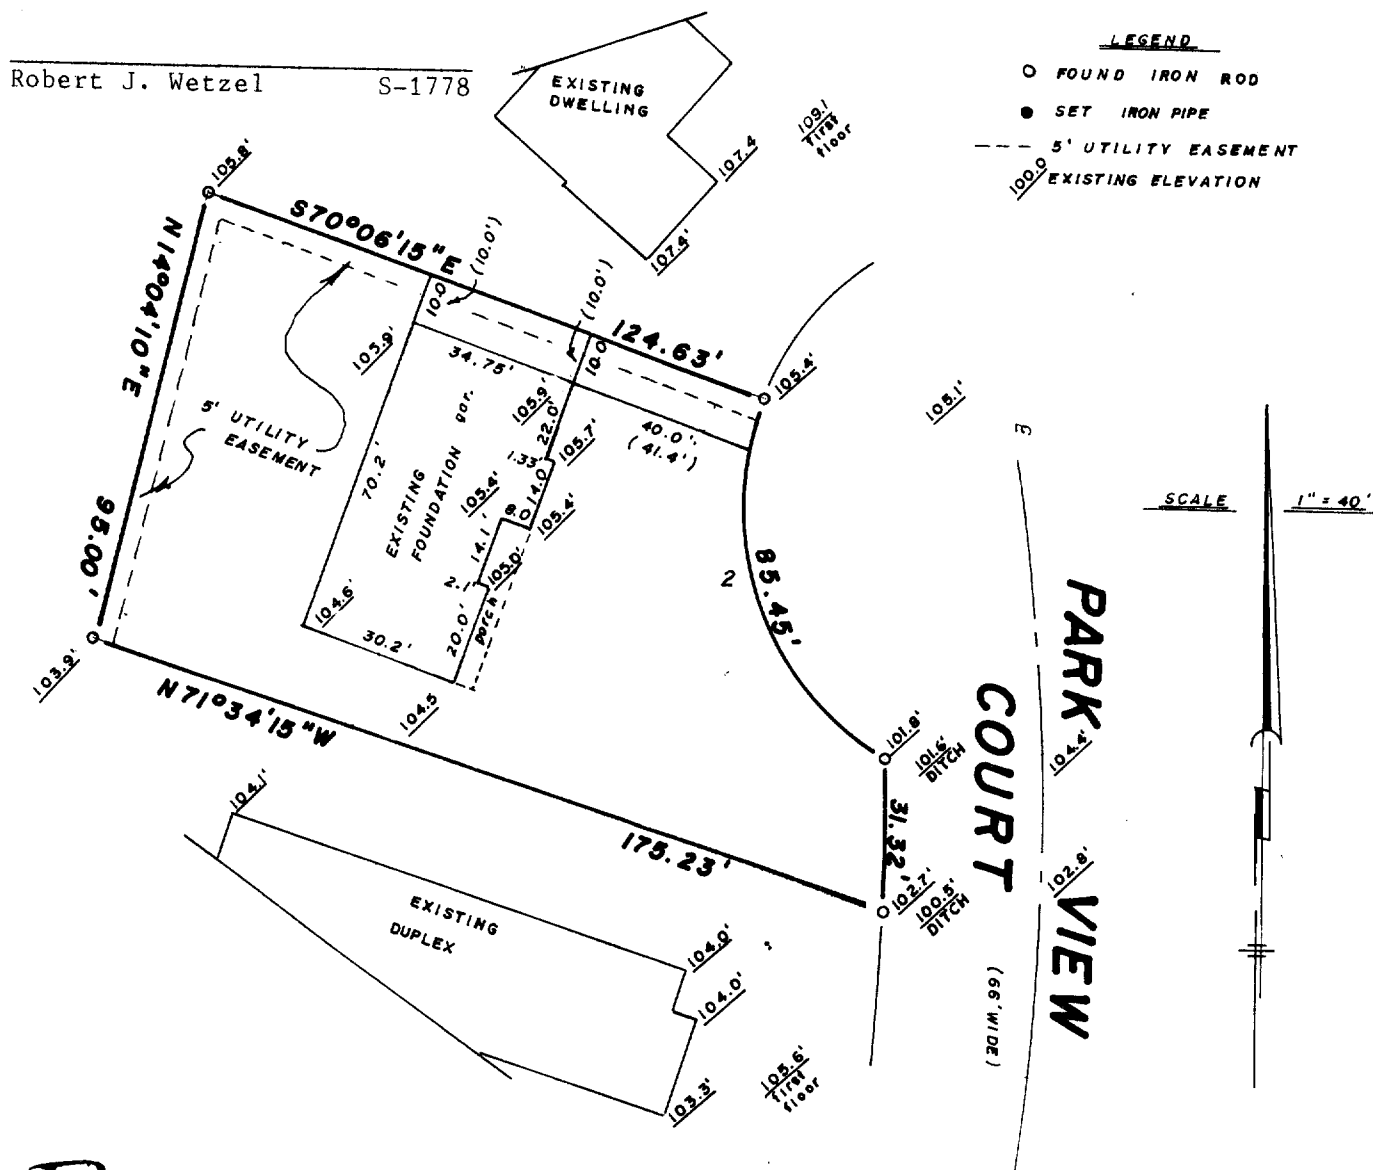 Robert J. Wetzel S-1778
LEGEND
FOUND IRON ROD
SET IRON PIPE
5' UTILITY EASEMENT
100.0
EXISTING ELEVATION
EXISTING
DWELLING
109.1
first
floor
107.4
107.4'
105.8'
S70°06'15"E
(10.0')
(10.0')
10.0
10.0
124.63'
105.4'
105.1'
N14°04'10"E
105.9'
34.75'
105.9'
gar.
22.0'
105.7'
40.0'
(41.4')
5' UTILITY
EASEMENT
70.2'
EXISTING
FOUNDATION
1.33'
14.0
105.4'
8.0
105.4'
14.1'
105.0'
2.1'
porch
20.0'
104.6'
30.2'
104.5
95.00'
103.9'
N71°34'15"W
175.23'
2
85.45'
101.8'
101.6'
DITCH
31.32'
102.7'
100.5'
DITCH
SCALE 1" = 40'
PARK VIEW
COURT
(66' WIDE)
104.4'
102.8'
104.1'
EXISTING
DUPLEX
104.0'
104.0'
103.3'
105.6'
first
floor